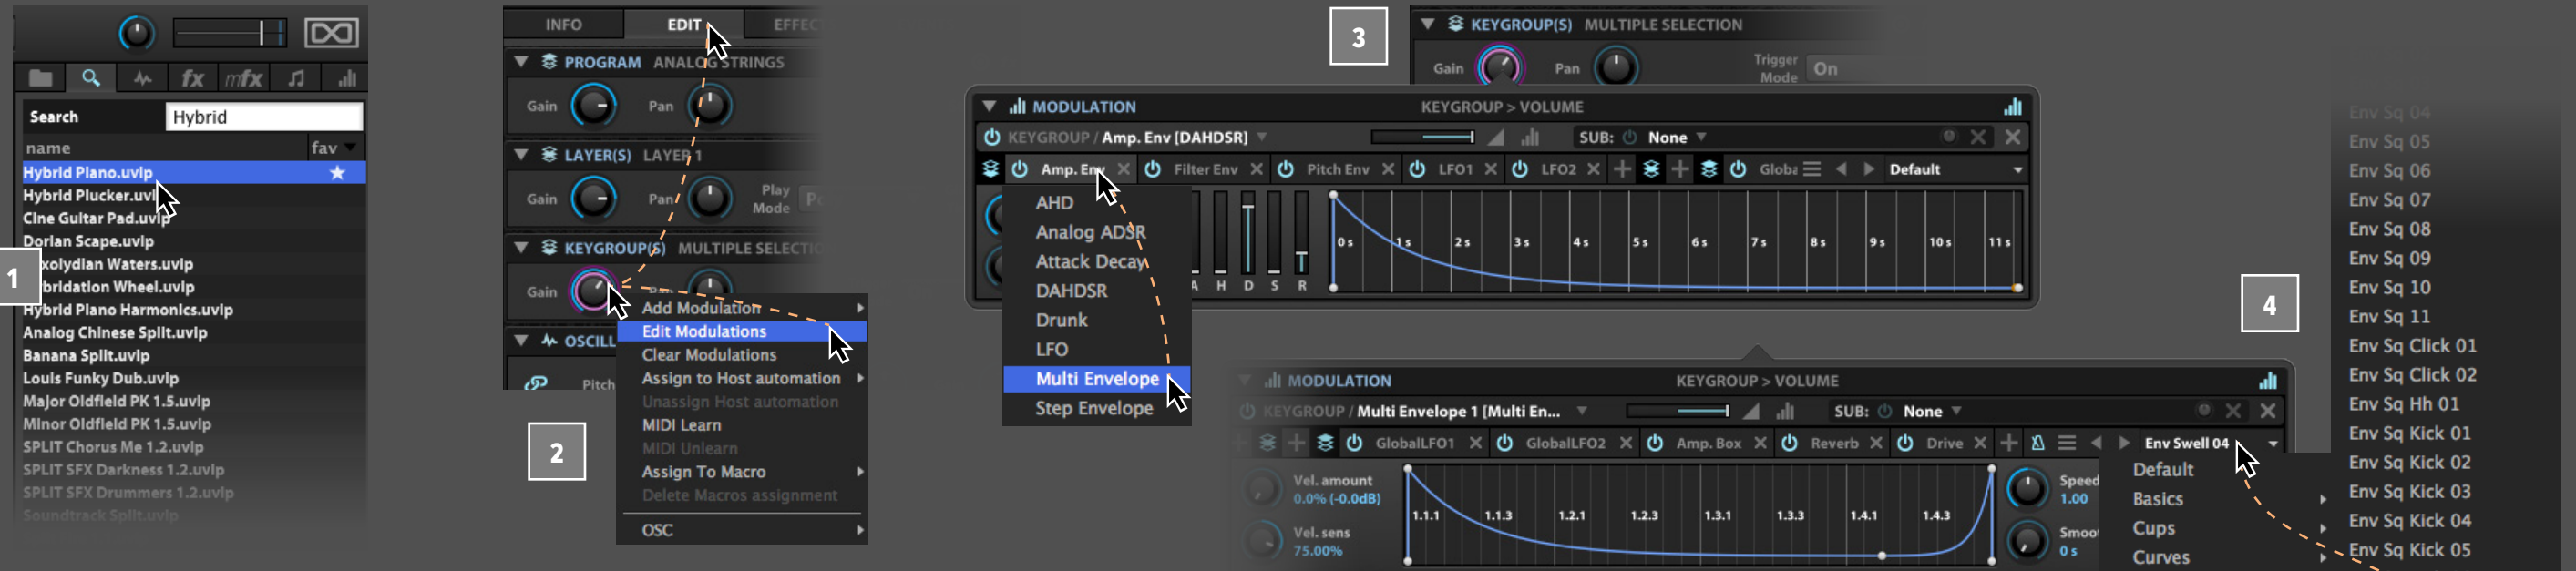 fx
mfx
Search
Hybrid
name
fav
Hybrid Piano.uvip
Hybrid Plucker.uvip
Cine Guitar Pad.uvip
Dorian Scape.uvip
xolydian Waters.uvip
bridation Wheel.uvip
Hybrid Piano Harmonics.uvip
Analog Chinese Split.uvip
Banana Split.uvip
Louis Funky Dub.uvip
Major Oldfield PK 1.5.uvip
Minor Oldfield PK 1.5.uvip
SPLIT Chorus Me 1.2.uvip
SPLIT SFX Darkness 1.2.uvip
SPLIT SFX Drummers 1.2.uvip
Soundtrack Split.uvip
1
INFO
EDIT
EFFEC
PROGRAM ANALOG STRINGS
Gain
Pan
LAYER(S) LAYER 1
Gain
Pan
Play Mode
KEYGROUP(S) MULTIPLE SELECTIO
Gain
Pan
OSCILL
Pitch
Add Modulation
Edit Modulations
Clear Modulations
Assign to Host automation
Unassign Host automation
MIDI Learn
MIDI Unlearn
Assign To Macro
Delete Macros assignment
OSC
2
3
KEYGROUP(S) MULTIPLE SELECTION
Gain
Pan
Trigger Mode
On
MODULATION
KEYGROUP > VOLUME
KEYGROUP / Amp. Env [DAHDSR]
SUB: None
Amp. Env
Filter Env
Pitch Env
LFO1
LFO2
Globa
Default
AHD
Analog ADSR
Attack Decay
DAHDSR
Drunk
LFO
Multi Envelope
Step Envelope
A H D S R
0 s 1 s 2 s 3 s 4 s 5 s 6 s 7 s 8 s 9 s 10 s 11 s
MODULATION
KEYGROUP > VOLUME
KEYGROUP / Multi Envelope 1 [Multi En...
SUB: None
GlobalLFO1
GlobalLFO2
Amp. Box
Reverb
Drive
Env Swell 04
Vel. amount
0.0% (-0.0dB)
Vel. sens
75.00%
1.1.1 1.1.3 1.2.1 1.2.3 1.3.1 1.3.3 1.4.1 1.4.3
Speed
1.00
Smoo
0 s
Default
Basics
Cups
Curves
4
Env Sq 04
Env Sq 05
Env Sq 06
Env Sq 07
Env Sq 08
Env Sq 09
Env Sq 10
Env Sq 11
Env Sq Click 01
Env Sq Click 02
Env Sq Hh 01
Env Sq Kick 01
Env Sq Kick 02
Env Sq Kick 03
Env Sq Kick 04
Env Sq Kick 05